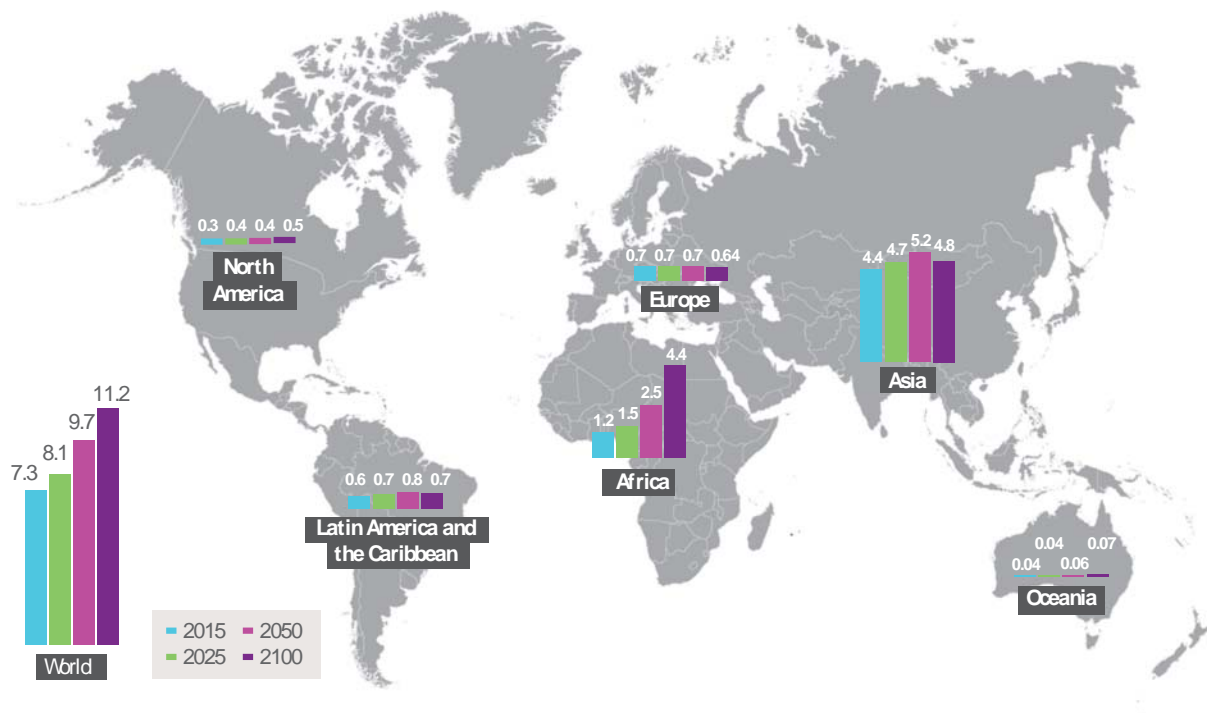 0.3 0.4 0.4 0.5
North
America
0.7 0.7 0.7 0.64
Europe
4.4 4.7 5.2 4.8
Asia
1.2 1.5 2.5 4.4
Africa
7.3 8.1 9.7 11.2
World
0.6 0.7 0.8 0.7
Latin America and
the Caribbean
0.04 0.04 0.06 0.07
Oceania
2015 2050
2025 2100